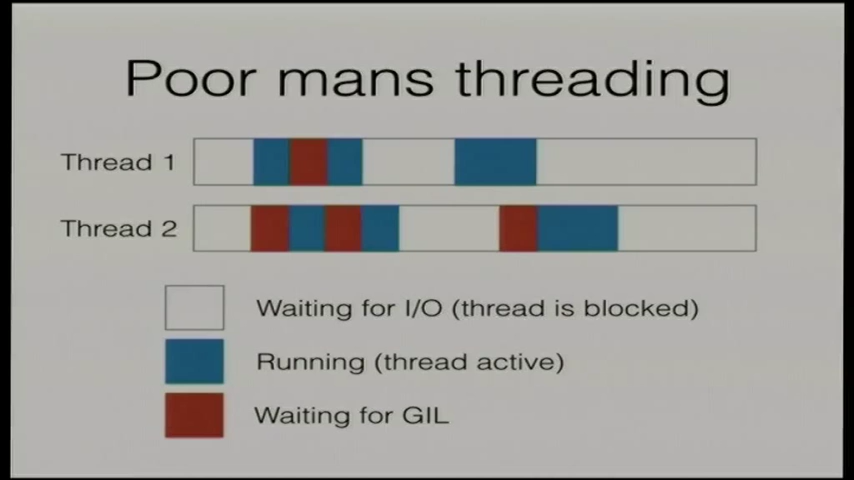 Poor mans threading
Thread 1
Thread 2
Waiting for I/O (thread is blocked)
Running (thread active)
Waiting for GIL